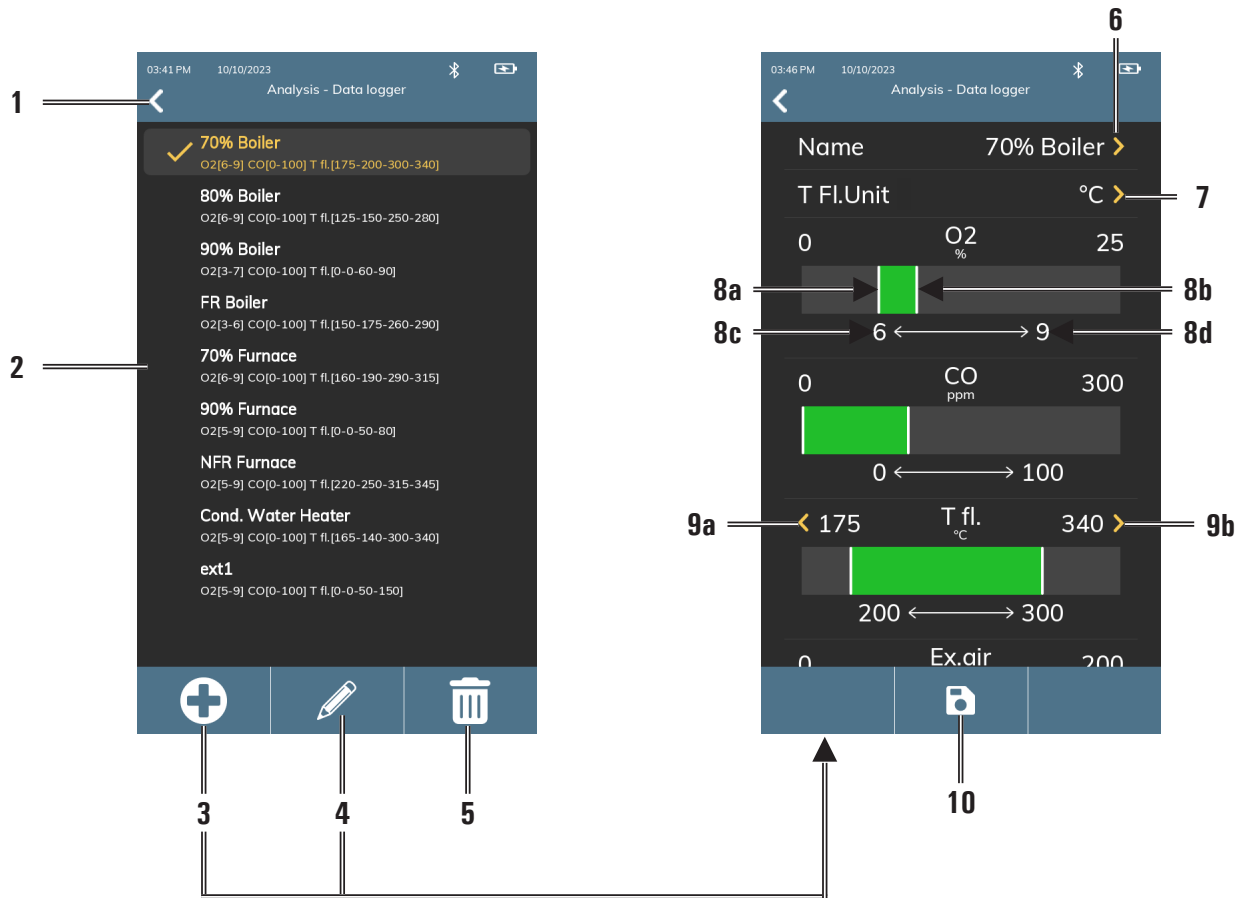 03:41 PM 10/10/2023
Analysis - Data logger
70% Boiler
O2[6-9] CO[0-100] T fl.[175-200-300-340]
80% Boiler
O2[6-9] CO[0-100] T fl.[125-150-250-280]
90% Boiler
O2[3-7] CO[0-100] T fl.[0-0-60-90]
FR Boiler
O2[3-6] CO[0-100] T fl.[150-175-260-290]
70% Furnace
O2[6-9] CO[0-100] T fl.[160-190-290-315]
90% Furnace
O2[5-9] CO[0-100] T fl.[0-0-50-80]
NFR Furnace
O2[5-9] CO[0-100] T fl.[220-250-315-345]
Cond. Water Heater
O2[5-9] CO[0-100] T fl.[165-140-300-340]
ext1
O2[5-9] CO[0-100] T fl.[0-0-50-150]
1
2
3
4
5
6
03:46 PM 10/10/2023
Analysis - Data logger
Name 70% Boiler
T Fl.Unit °C
7
0 O2 25
%
8a 8b
8c 6 9 8d
0 CO 300
ppm
0 100
9a 175 T fl. 340 9b
°C
200 300
0 Ex.air 200
10